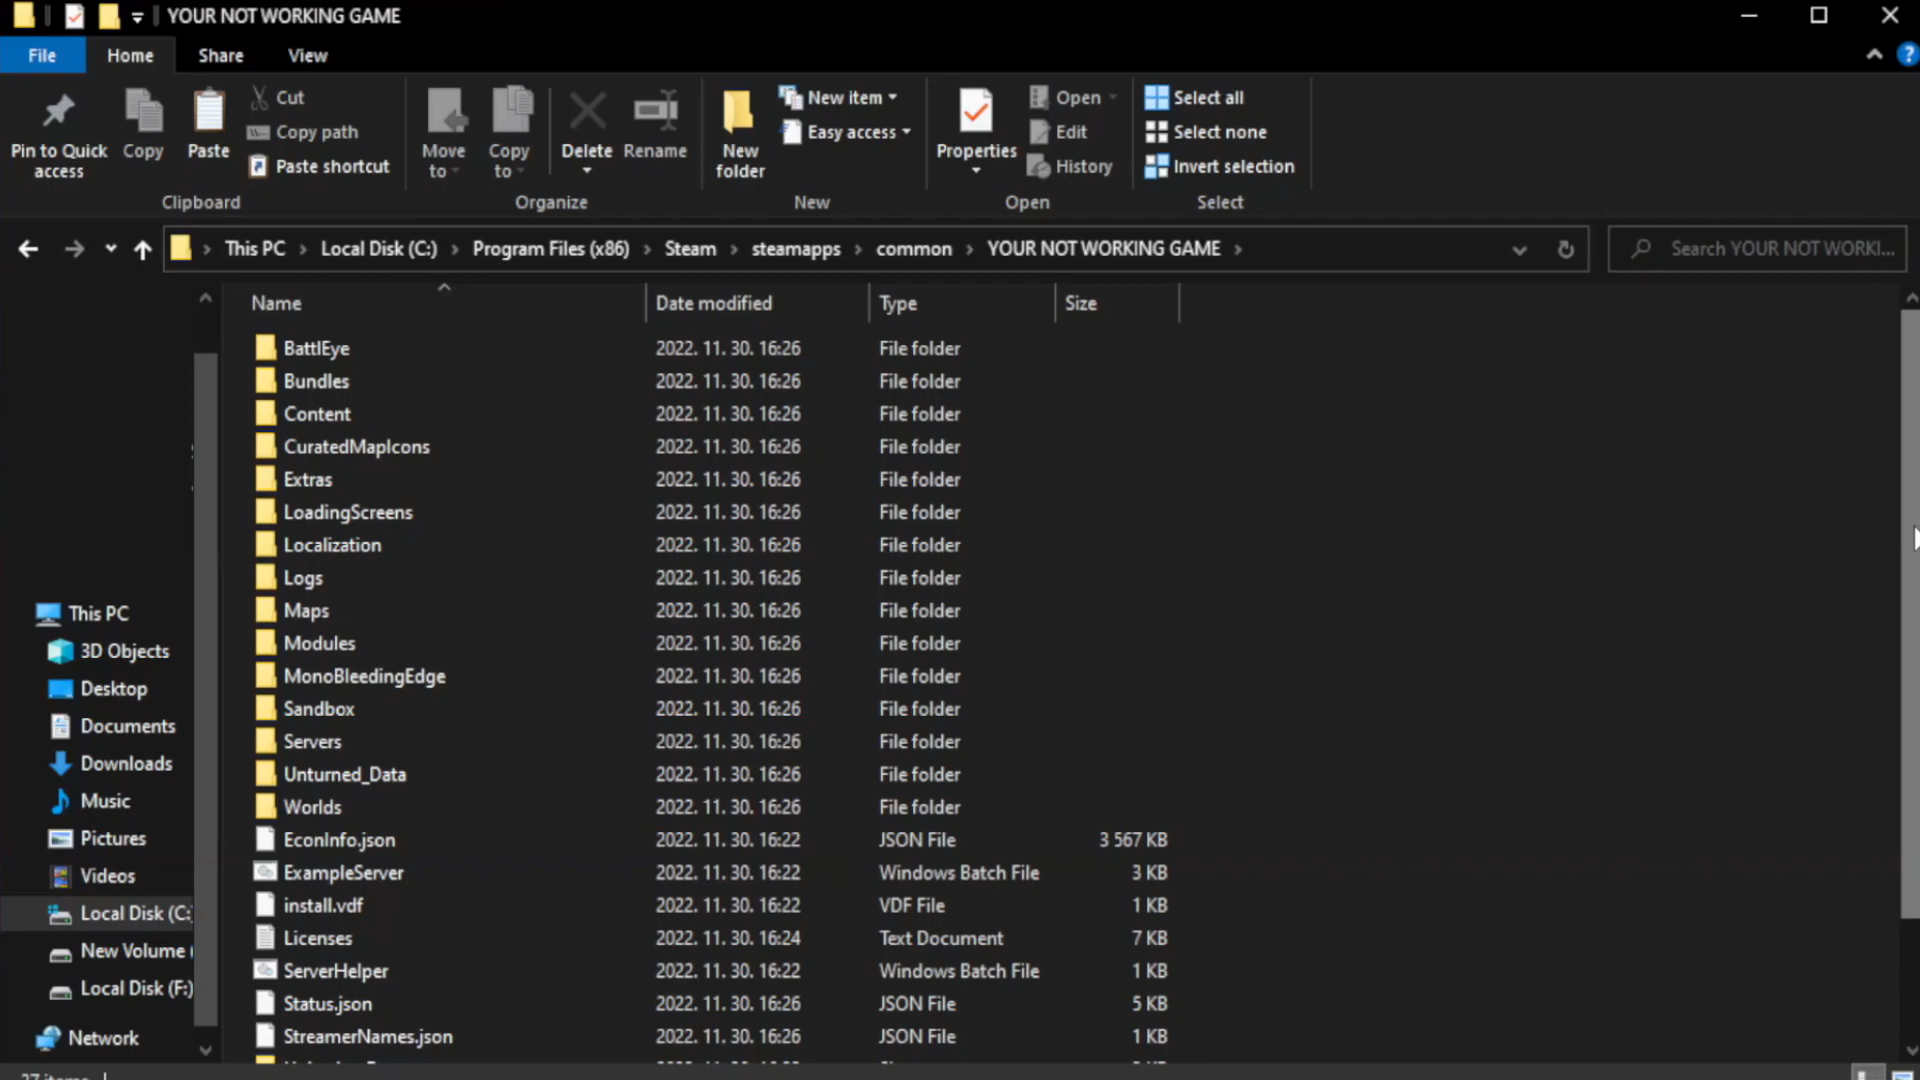 YOUR NOT WORKING GAME
File Home Share View
Pin to Quick access
Copy
Paste
Cut
Copy path
Paste shortcut
Clipboard
Move to
Copy to
Delete
Rename
Organize
New folder
New item
Easy access
New
Properties
Open
Edit
History
Open
Select all
Select none
Invert selection
Select
This PC > Local Disk (C:) > Program Files (x86) > Steam > steamapps > common > YOUR NOT WORKING GAME >
Search YOUR NOT WORKI...
Name Date modified Type Size
BattlEye 2022. 11. 30. 16:26 File folder
Bundles 2022. 11. 30. 16:26 File folder
Content 2022. 11. 30. 16:26 File folder
CuratedMapIcons 2022. 11. 30. 16:26 File folder
Extras 2022. 11. 30. 16:26 File folder
LoadingScreens 2022. 11. 30. 16:26 File folder
Localization 2022. 11. 30. 16:26 File folder
Logs 2022. 11. 30. 16:26 File folder
Maps 2022. 11. 30. 16:26 File folder
Modules 2022. 11. 30. 16:26 File folder
MonoBleedingEdge 2022. 11. 30. 16:26 File folder
Sandbox 2022. 11. 30. 16:26 File folder
Servers 2022. 11. 30. 16:26 File folder
Unturned_Data 2022. 11. 30. 16:26 File folder
Worlds 2022. 11. 30. 16:26 File folder
EconInfo.json 2022. 11. 30. 16:22 JSON File 3 567 KB
ExampleServer 2022. 11. 30. 16:22 Windows Batch File 3 KB
install.vdf 2022. 11. 30. 16:22 VDF File 1 KB
Licenses 2022. 11. 30. 16:24 Text Document 7 KB
ServerHelper 2022. 11. 30. 16:22 Windows Batch File 1 KB
Status.json 2022. 11. 30. 16:26 JSON File 5 KB
StreamerNames.json 2022. 11. 30. 16:26 JSON File 1 KB
This PC
3D Objects
Desktop
Documents
Downloads
Music
Pictures
Videos
Local Disk (C:
New Volume (
Local Disk (F:)
Network